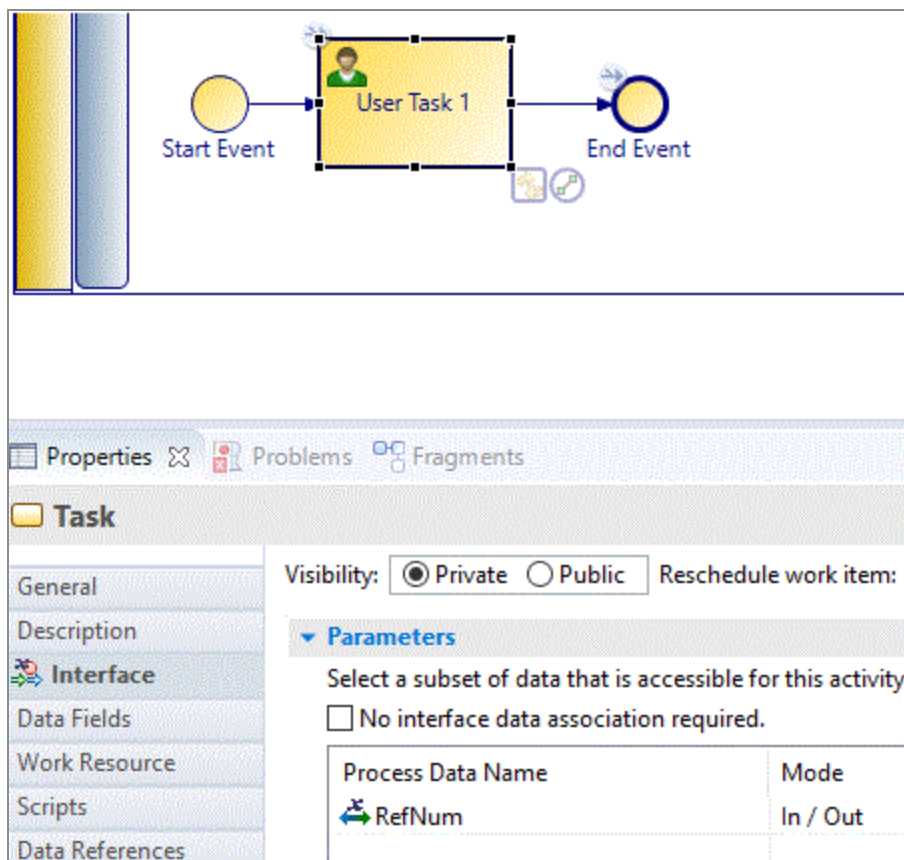 User Task 1
Start Event
End Event
Properties Problems Fragments
Task
General
Description
Interface
Data Fields
Work Resource
Scripts
Data References
Visibility: Private Public Reschedule work item:
Parameters
Select a subset of data that is accessible for this activity
No interface data association required.
Process Data Name Mode
RefNum In / Out